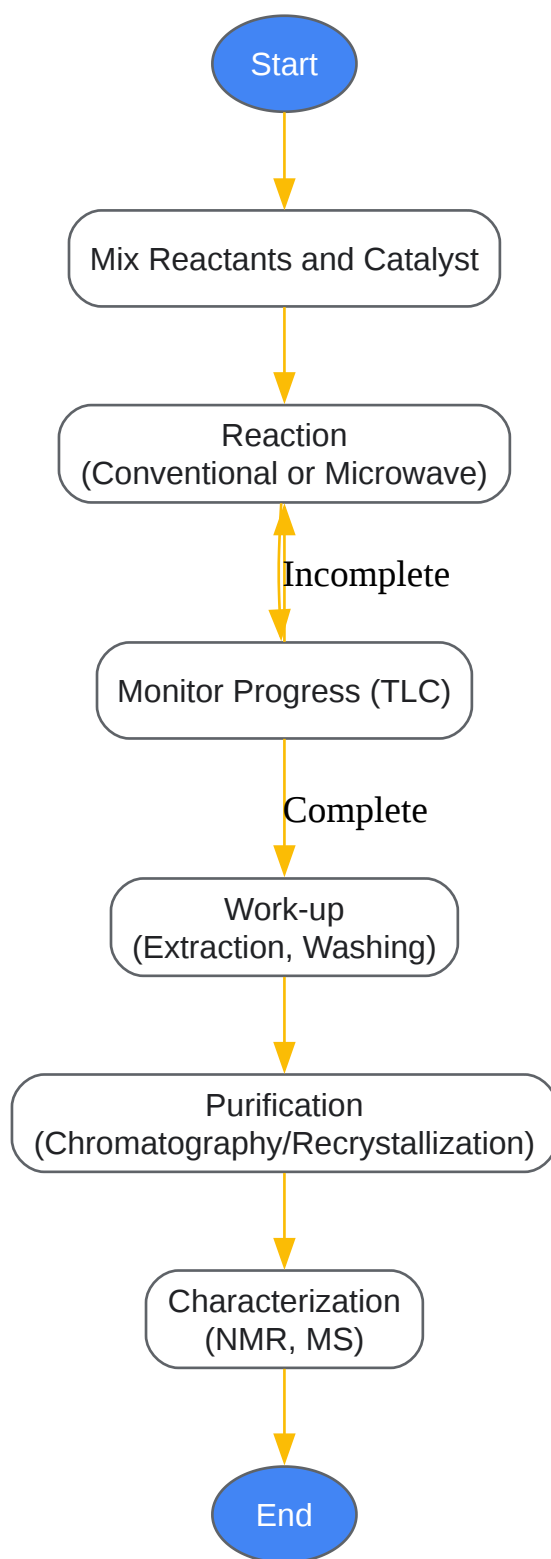 Start
Mix Reactants and Catalyst
Reaction
(Conventional or Microwave)
Incomplete
Monitor Progress (TLC)
Complete
Work-up
(Extraction, Washing)
Purification
(Chromatography/Recrystallization)
Characterization
(NMR, MS)
End